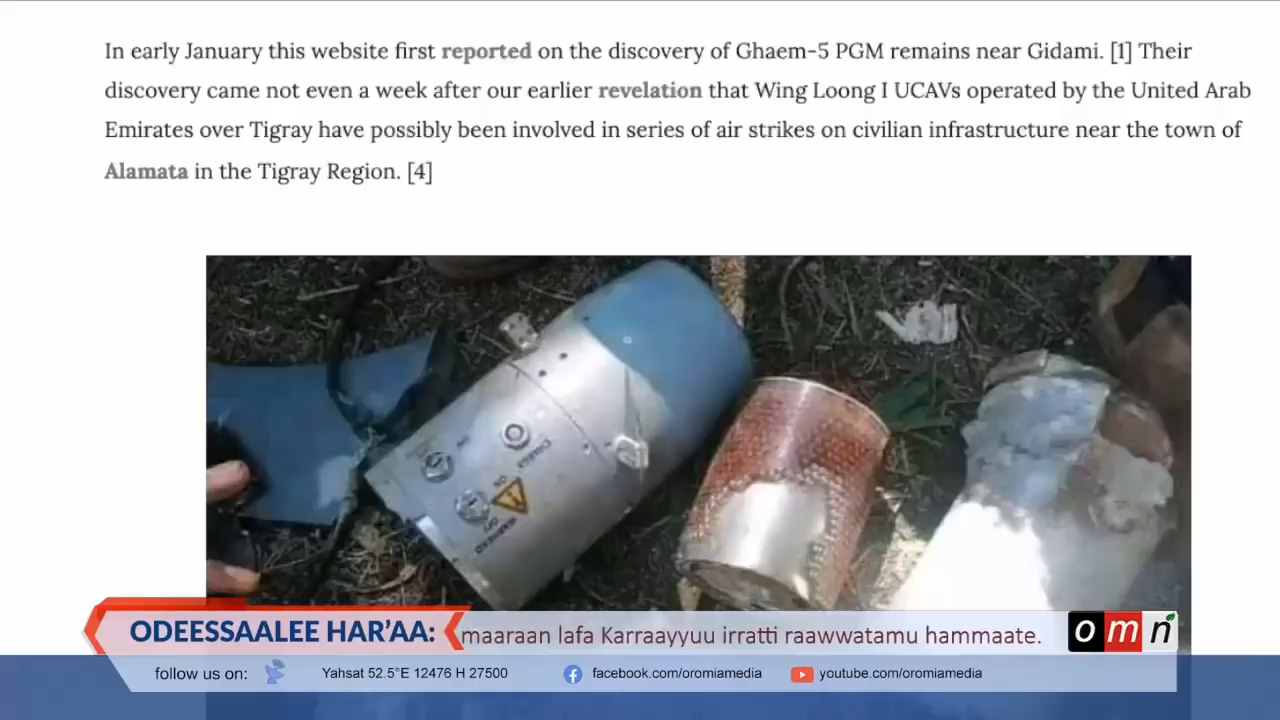 In early January this website first reported on the discovery of Ghaem-5 PGM remains near Gidami. [1] Their
discovery came not even a week after our earlier revelation that Wing Loong I UCAVs operated by the United Arab
Emirates over Tigray have possibly been involved in series of air strikes on civilian infrastructure near the town of
Alamata in the Tigray Region. [4]
CHARGE
ON
OFF
WARHEAD
ODEESSAALEE HAR'AA:
maaraan lafa Karraayyuu irratti raawwatamu hammaate.
omn
follow us on:
Yahsat 52.5°E 12476 H 27500
facebook.com/oromiamedia
youtube.com/oromiamedia